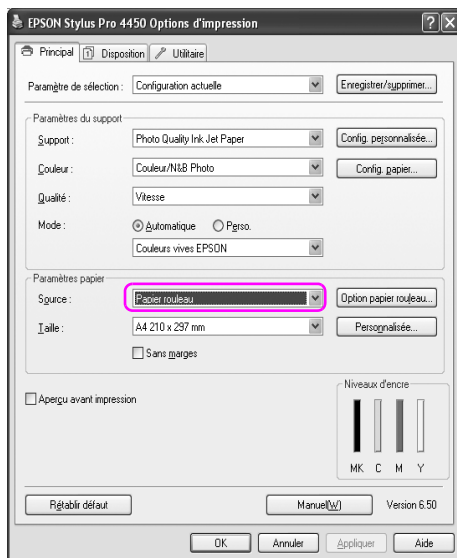 EPSON Stylus Pro 4450 Options d'impression
Principal Disposition Utilitaire
Paramètre de sélection : Configuration actuelle Enregistrer/supprimer...
Paramètres du support
Support : Photo Quality Ink Jet Paper Config. personnalisée...
Couleur : Couleur/N&B Photo Config. papier...
Qualité : Vitesse
Mode : Automatique Perso.
Couleurs vives EPSON
Paramètres papier
Source : Papier rouleau Option papier rouleau...
Taille : A4 210 x 297 mm Personnalisée...
Sans marges
Aperçu avant impression
Niveaux d'encre
MK C M Y
Rétablir défaut Manuel(W) Version 6.50
OK Annuler Appliquer Aide